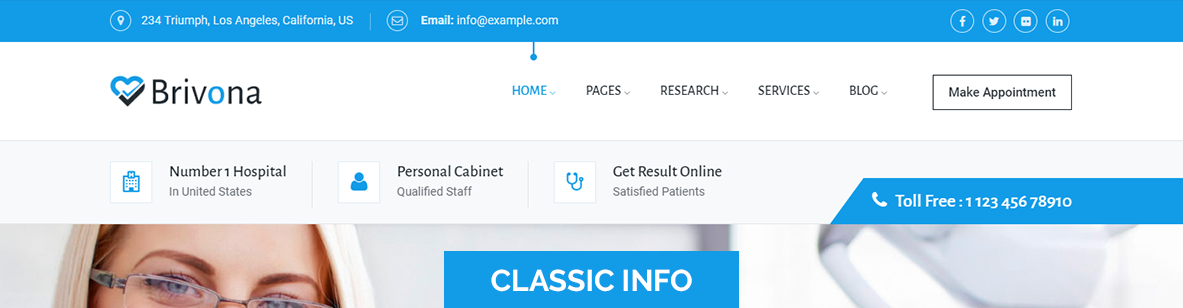 234 Triumph, Los Angeles, California, US
Email: info@example.com
Brivona
HOME
PAGES
RESEARCH
SERVICES
BLOG
Make Appointment
Number 1 Hospital
In United States
Personal Cabinet
Qualified Staff
Get Result Online
Satisfied Patients
Toll Free : 1 123 456 78910
CLASSIC INFO